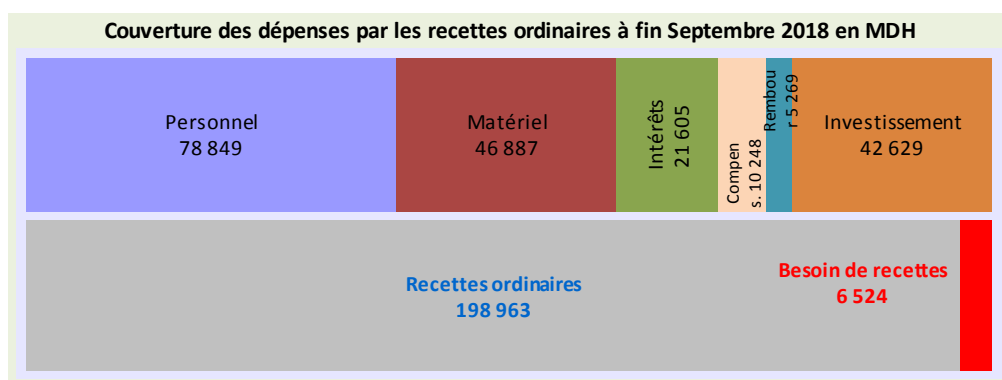 Couverture des dépenses par les recettes ordinaires à fin Septembre 2018 en MDH
Personnel
78 849
Matériel
46 887
Intérêts
21 605
Compen
s. 10 248
Rembou
r 5 269
Investissement
42 629
Recettes ordinaires
198 963
Besoin de recettes
6 524